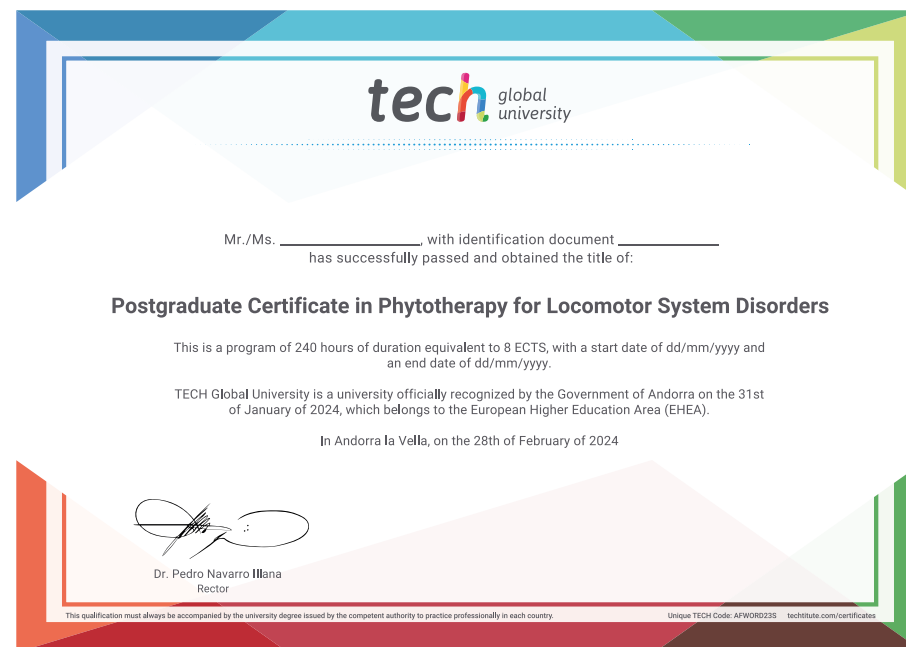 tech global university
Mr./Ms. ____________________, with identification document ______________
has successfully passed and obtained the title of:
Postgraduate Certificate in Phytotherapy for Locomotor System Disorders
This is a program of 240 hours of duration equivalent to 8 ECTS, with a start date of dd/mm/yyyy and
an end date of dd/mm/yyyy.
TECH Global University is a university officially recognized by the Government of Andorra on the 31st
of January of 2024, which belongs to the European Higher Education Area (EHEA).
In Andorra la Vella, on the 28th of February of 2024
Dr. Pedro Navarro Illana
Rector
This qualification must always be accompanied by the university degree issued by the competent authority to practice professionally in each country.
Unique TECH Code: AFWORD23S techtitute.com/certificates